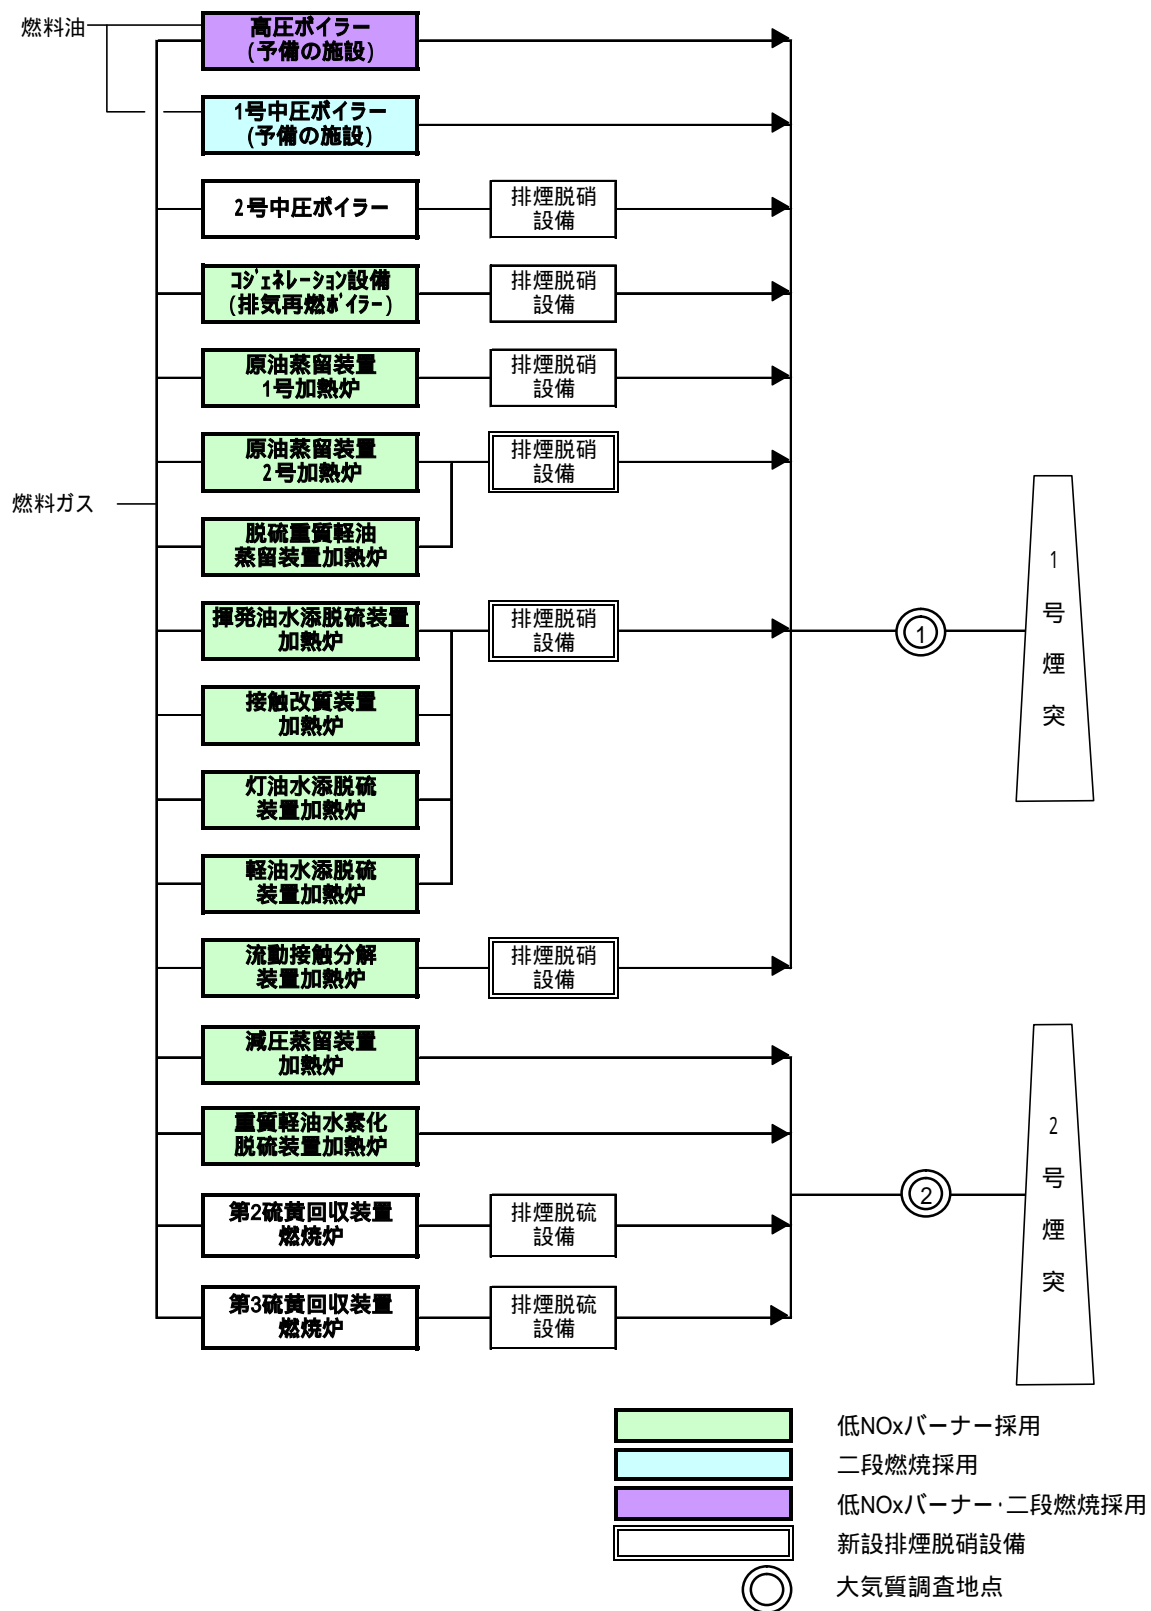 燃料油
高圧ボイラー
(予備の施設)
1号中圧ボイラー
(予備の施設)
2号中圧ボイラー
排煙脱硝
設備
コジェネレーション設備
(排気再燃ボイラー)
排煙脱硝
設備
原油蒸留装置
1号加熱炉
排煙脱硝
設備
原油蒸留装置
2号加熱炉
排煙脱硝
設備
燃料ガス
脱硫重質軽油
蒸留装置加熱炉
揮発油水添脱硫装置
加熱炉
排煙脱硝
設備
接触改質装置
加熱炉
灯油水添脱硫
装置加熱炉
軽油水添脱硫
装置加熱炉
流動接触分解
装置加熱炉
排煙脱硝
設備
1
1号煙突
減圧蒸留装置
加熱炉
重質軽油水素化
脱硫装置加熱炉
第2硫黄回収装置
燃焼炉
排煙脱硫
設備
第3硫黄回収装置
燃焼炉
排煙脱硫
設備
2
2号煙突
低NOxバーナー採用
二段燃焼採用
低NOxバーナー・二段燃焼採用
新設排煙脱硝設備
大気質調査地点